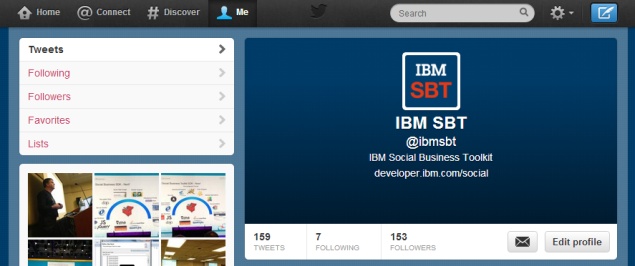 Home
@ Connect
# Discover
Me
Search
Tweets
Following
Followers
Favorites
Lists
IBM
SBT
IBM SBT
@ibmsbt
IBM Social Business Toolkit
developer.ibm.com/social
159
TWEETS
7
FOLLOWING
153
FOLLOWERS
Edit profile